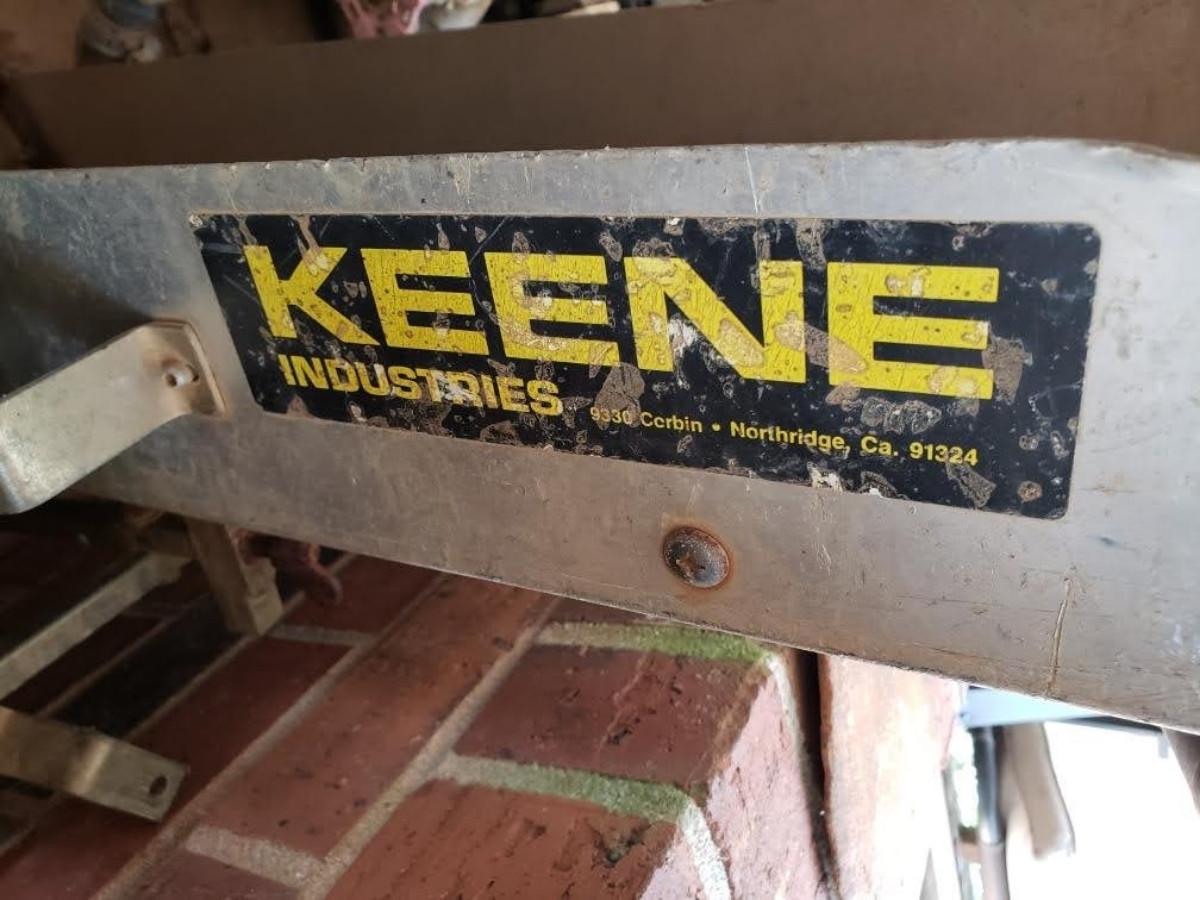 KEENE
INDUSTRIES
9330 Corbin • Northridge, Ca. 91324